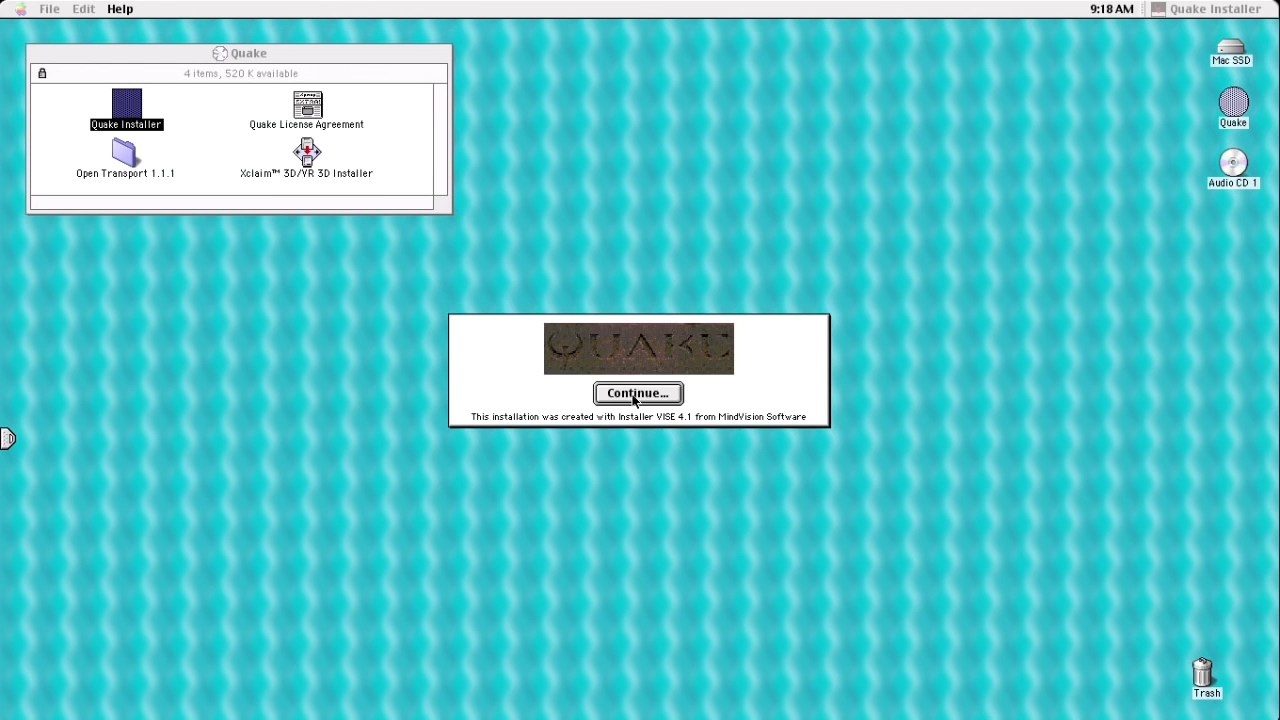 File Edit Help 9:18 AM Quake Installer
Quake
4 items, 520 K available
Quake Installer
Quake License Agreement
Open Transport 1.1.1
Xclaim™ 3D/VR 3D Installer
Mac SSD
Quake
Audio CD 1
QUAKE
Continue...
This installation was created with Installer VISE 4.1 from MindVision Software
Trash